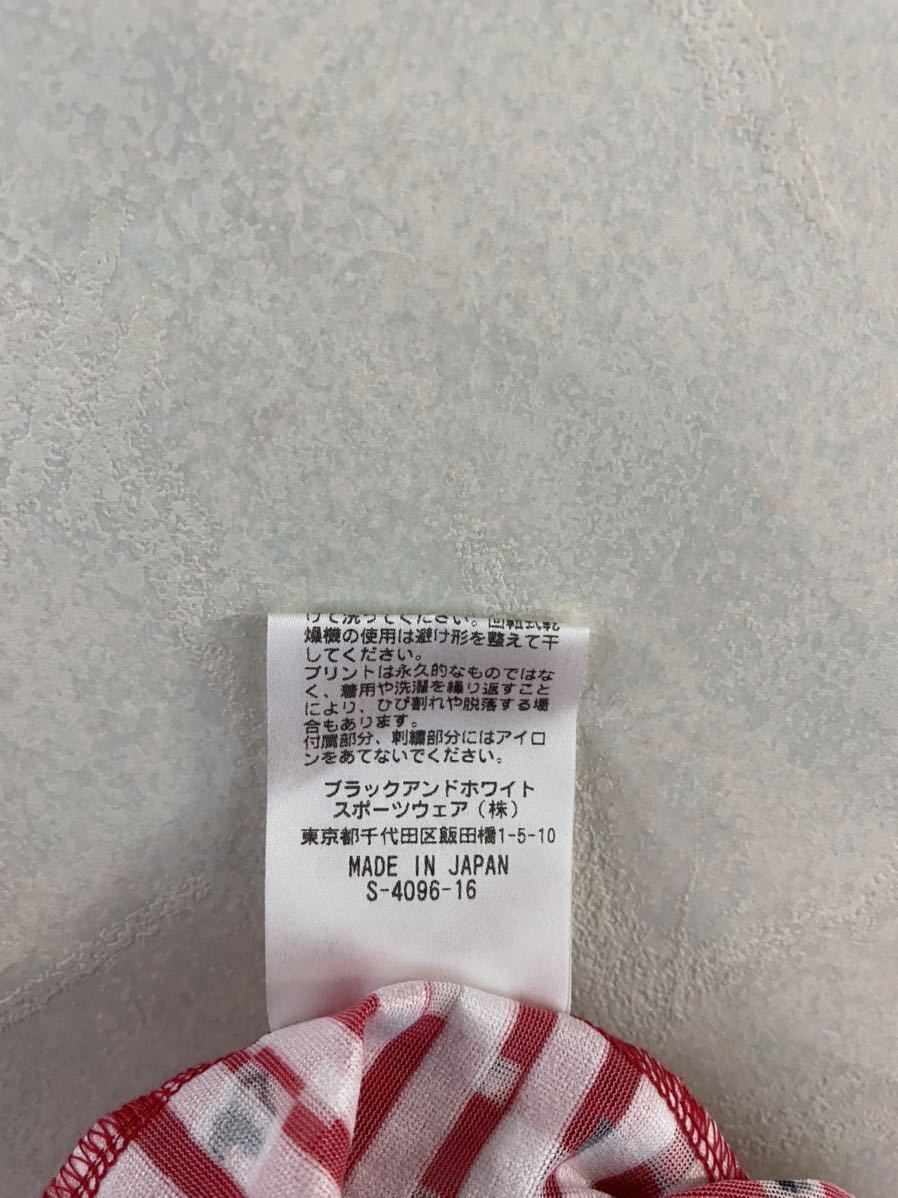 けて洗ってください。回転式乾
燥機の使用は避け形を整えて干
してください。
プリントは永久的なものではな
く、着用や洗濯を繰り返すこと
により、ひび割れや脱落する場
合もあります。
付属部分、刺繍部分にはアイロ
ンをあてないでください。
ブラックアンドホワイト
スポーツウェア(株)
東京都千代田区飯田橋1-5-10
MADE IN JAPAN
S-4096-16